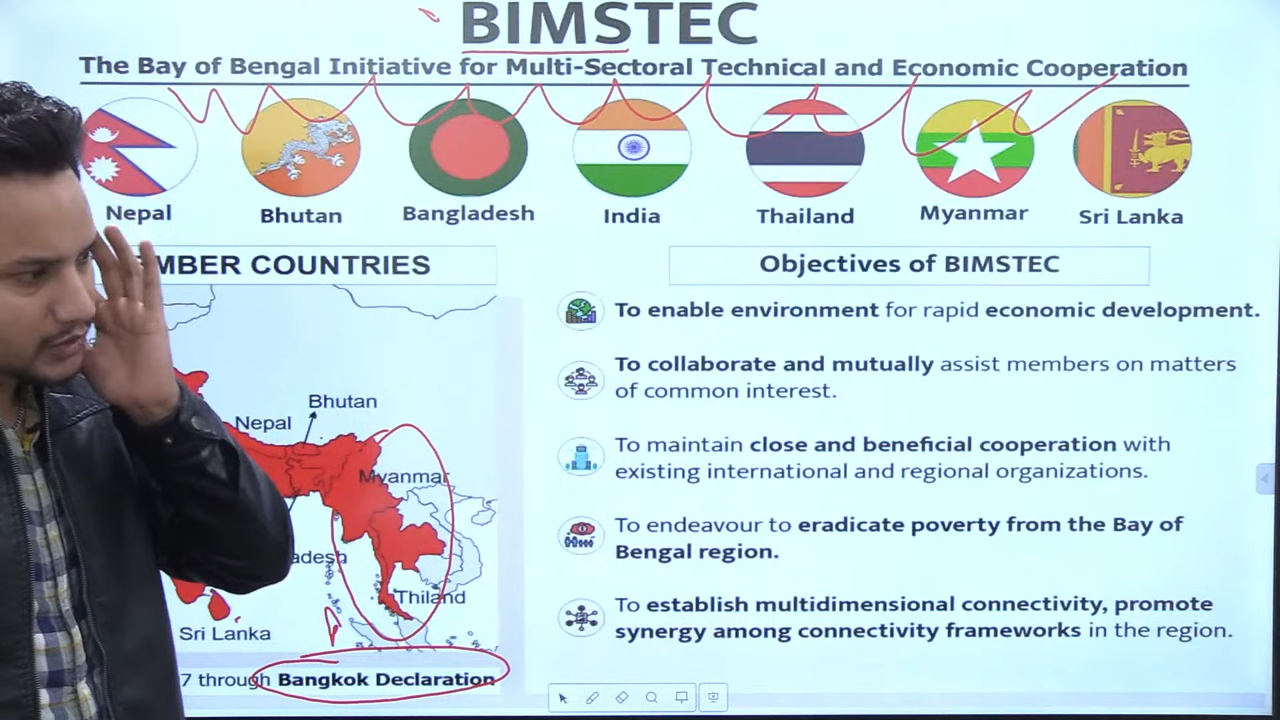 BIMSTEC
The Bay of Bengal Initiative for Multi-Sectoral Technical and Economic Cooperation
Nepal
Bhutan
Bangladesh
India
Thailand
Myanmar
Sri Lanka
MBER COUNTRIES
Bhutan
Nepal
Myanmar
adesh
Thiland
Sri Lanka
7 through Bangkok Declaration
Objectives of BIMSTEC
To enable environment for rapid economic development.
To collaborate and mutually assist members on matters
of common interest.
To maintain close and beneficial cooperation with
existing international and regional organizations.
To endeavour to eradicate poverty from the Bay of
Bengal region.
To establish multidimensional connectivity, promote
synergy among connectivity frameworks in the region.